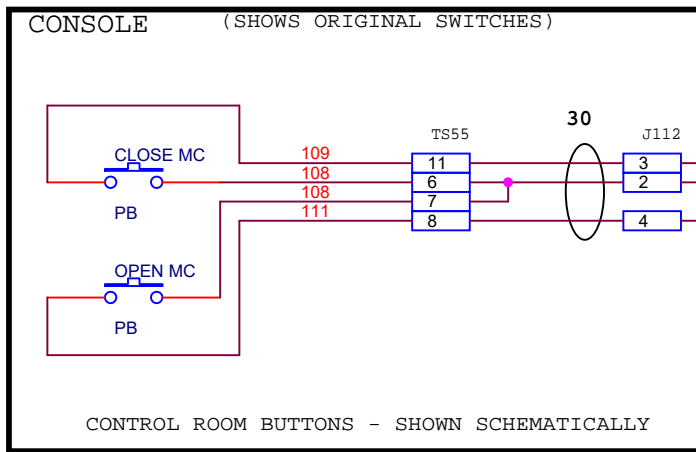 CONSOLE (SHOWS ORIGINAL SWITCHES)
30
TS55 J112
CLOSE MC 109 11 3
108 6 2
PB 108 7
111 8 4
OPEN MC
PB
CONTROL ROOM BUTTONS - SHOWN SCHEMATICALLY